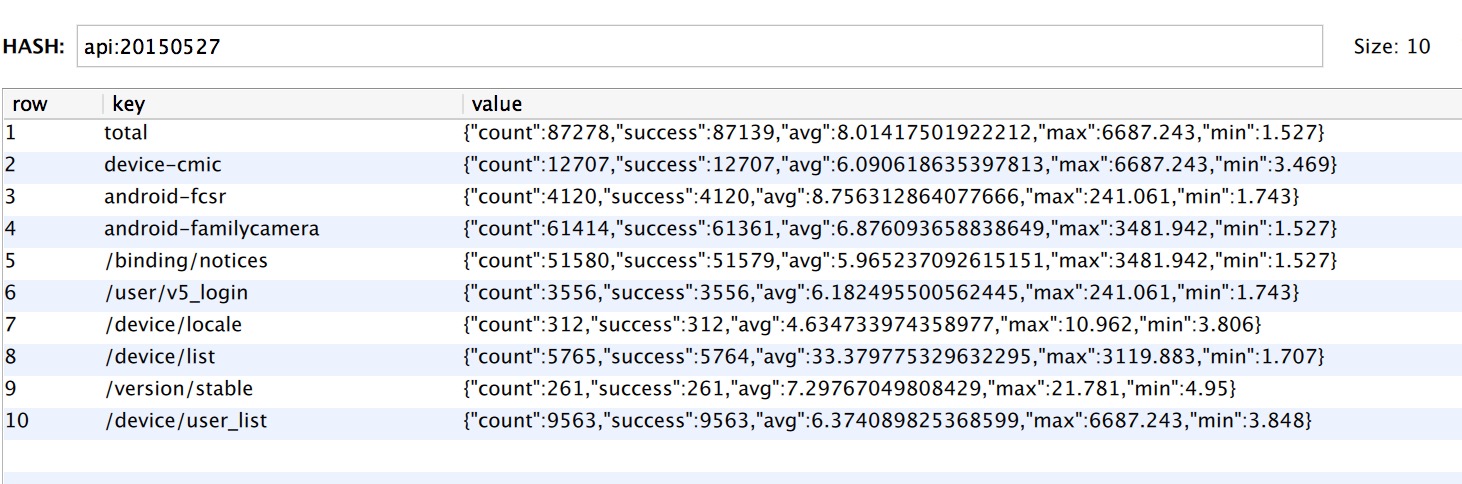 HASH: api:20150527 Size: 10
row key value
1 total {"count":87278,"success":87139,"avg":8.01417501922212,"max":6687.243,"min":1.527}
2 device-cmic {"count":12707,"success":12707,"avg":6.090618635397813,"max":6687.243,"min":3.469}
3 android-fcsr {"count":4120,"success":4120,"avg":8.756312864077666,"max":241.061,"min":1.743}
4 android-familycamera {"count":61414,"success":61361,"avg":6.876093658838649,"max":3481.942,"min":1.527}
5 /binding/notices {"count":51580,"success":51579,"avg":5.965237092615151,"max":3481.942,"min":1.527}
6 /user/v5_login {"count":3556,"success":3556,"avg":6.182495500562445,"max":241.061,"min":1.743}
7 /device/locale {"count":312,"success":312,"avg":4.634733974358977,"max":10.962,"min":3.806}
8 /device/list {"count":5765,"success":5764,"avg":33.379775329632295,"max":3119.883,"min":1.707}
9 /version/stable {"count":261,"success":261,"avg":7.29767049808429,"max":21.781,"min":4.95}
10 /device/user_list {"count":9563,"success":9563,"avg":6.374089825368599,"max":6687.243,"min":3.848}